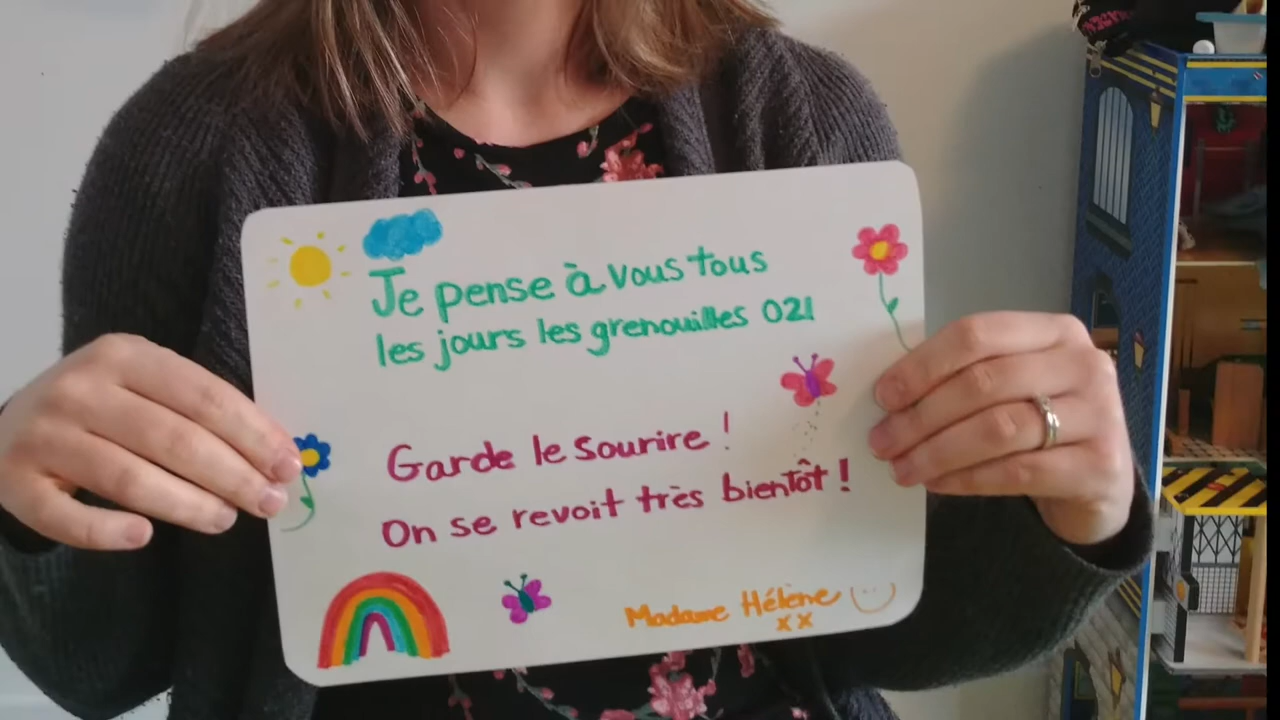 Je pense à vous tous
les jours les grenouilles 021
Garde le sourire !
On se revoit très bientôt !
Madame Hélène
xx